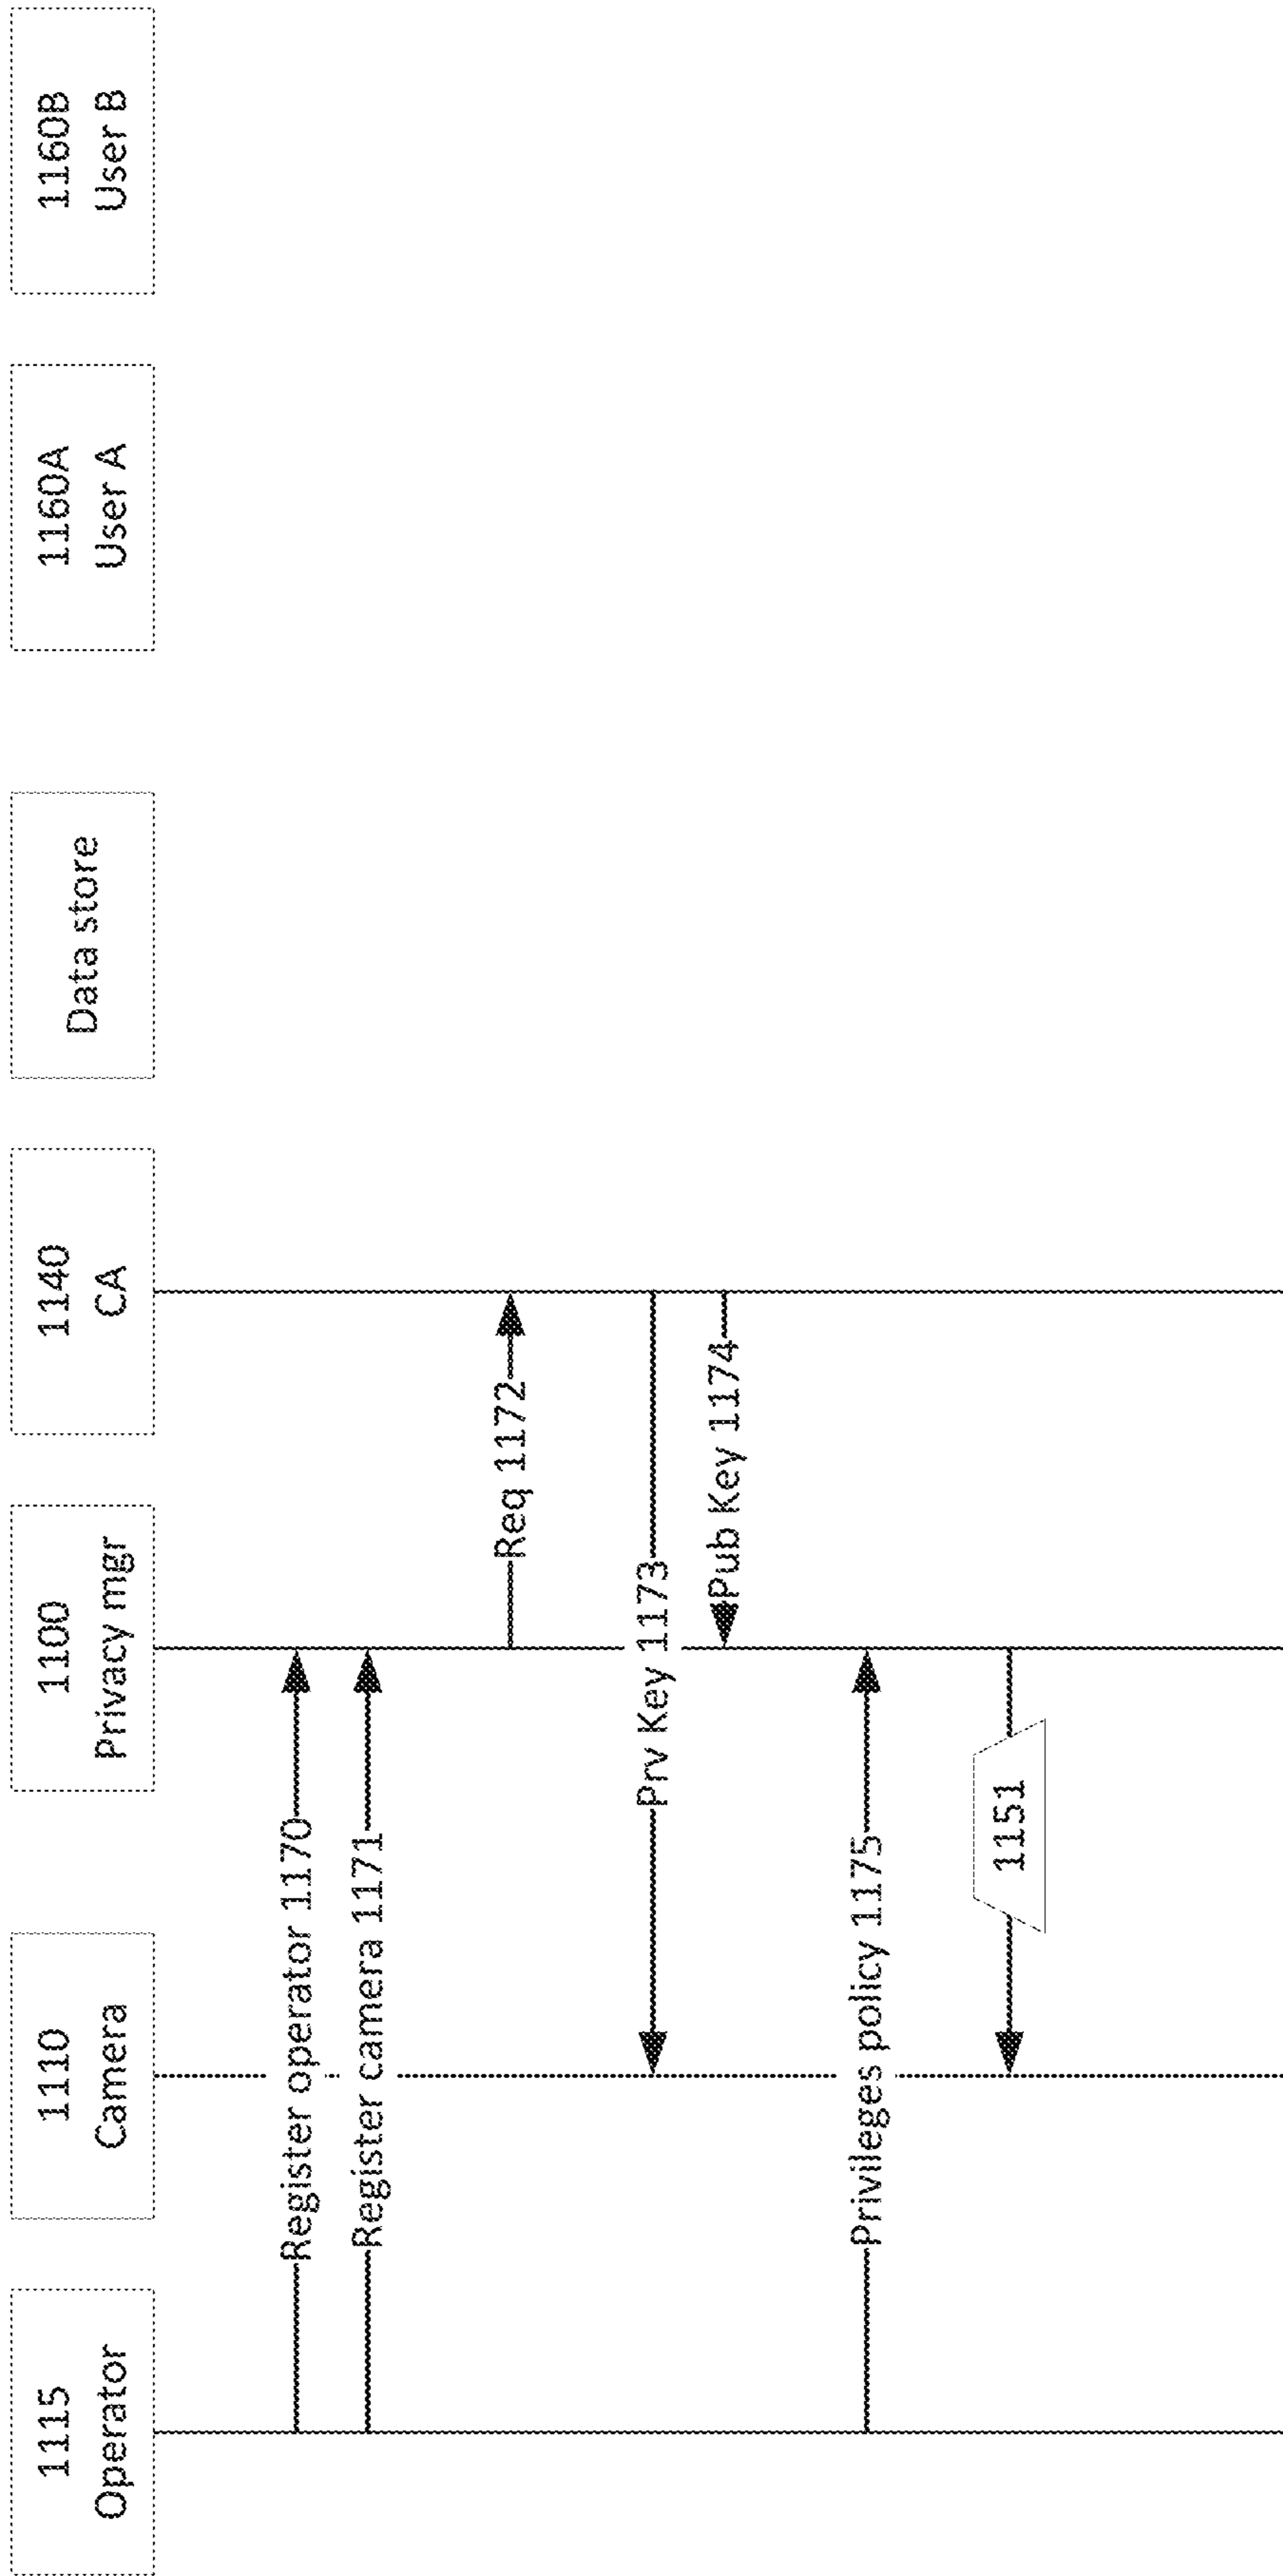 1115
Operator
1110
Camera
1100
Privacy mgr
1140
CA
Data store
1160A
User A
1160B
User B
Register operator 1170
Register camera 1171
Req 1172
Prv Key 1173
Pub Key 1174
Privileges policy 1175
1151